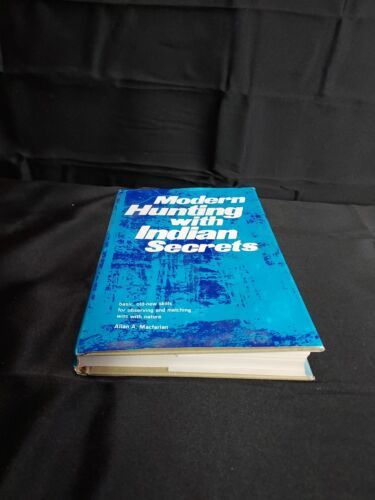 Modern
Hunting
with
Indian
Secrets
basic, old-new skills
for observing and matching
wits with nature
Allan A. Macfarlan